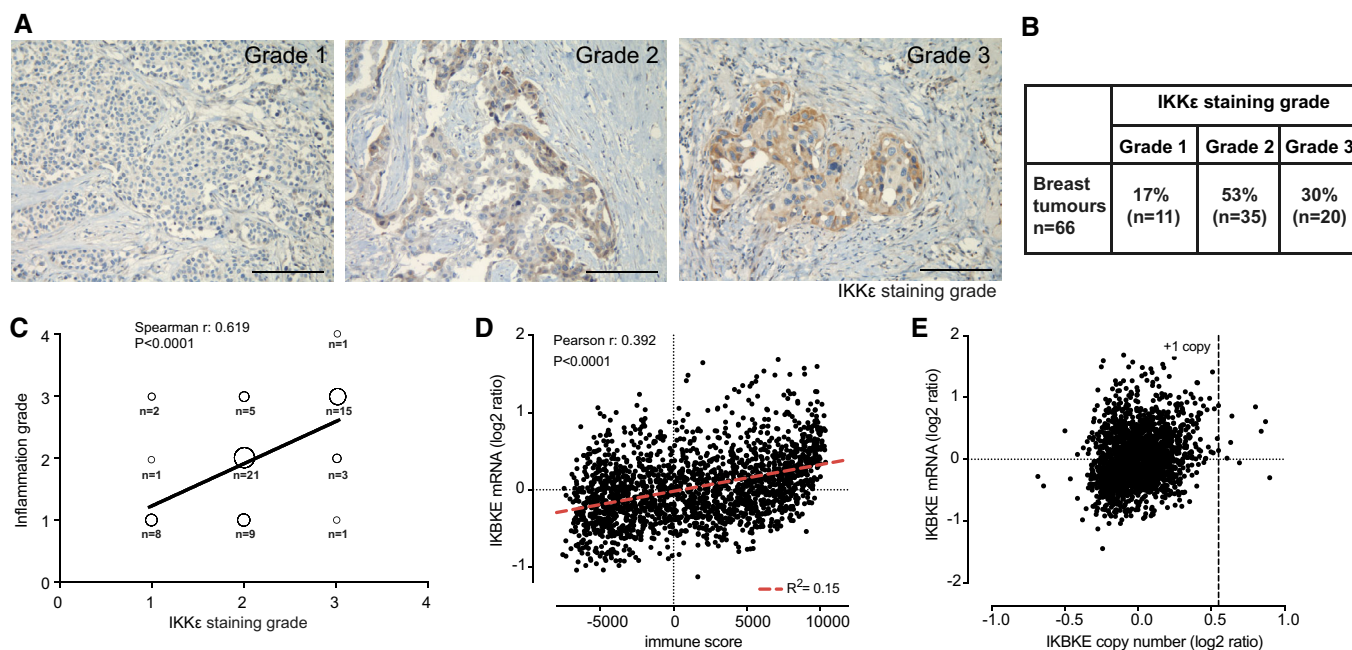 A
Grade 1
Grade 2
Grade 3
IKKε staining grade
B
IKKε staining grade
Grade 1
Grade 2
Grade 3
Breast
tumours
n=66
17%
(n=11)
53%
(n=35)
30%
(n=20)
C
Spearman r: 0.619
P<0.0001
Inflammation grade
4
3
2
1
0
n=1
n=2
n=5
n=15
n=1
n=21
n=3
n=8
n=9
n=1
0
1
2
3
4
IKKε staining grade
D
Pearson r: 0.392
P<0.0001
IKBKE mRNA (log2 ratio)
2
1
0
-1
R2= 0.15
-5000
0
5000
10000
immune score
E
+1 copy
IKBKE mRNA (log2 ratio)
2
1
0
-1
-2
-1.0
-0.5
0.0
0.5
1.0
IKBKE copy number (log2 ratio)